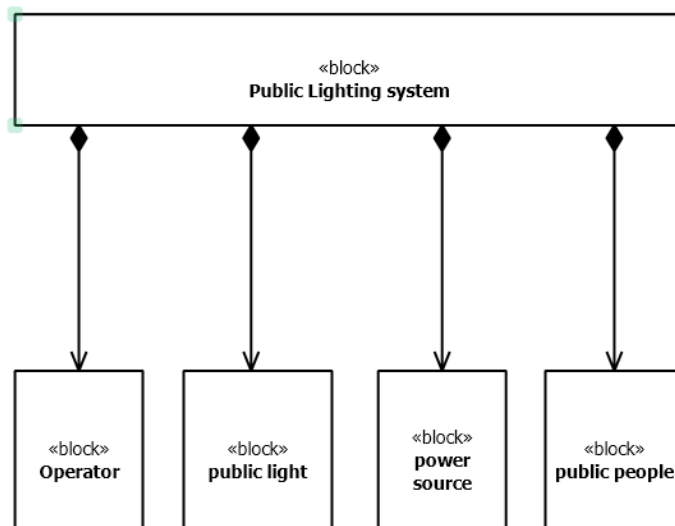 «block»
Public Lighting system
«block»
Operator
«block»
public light
«block»
power
source
«block»
public people